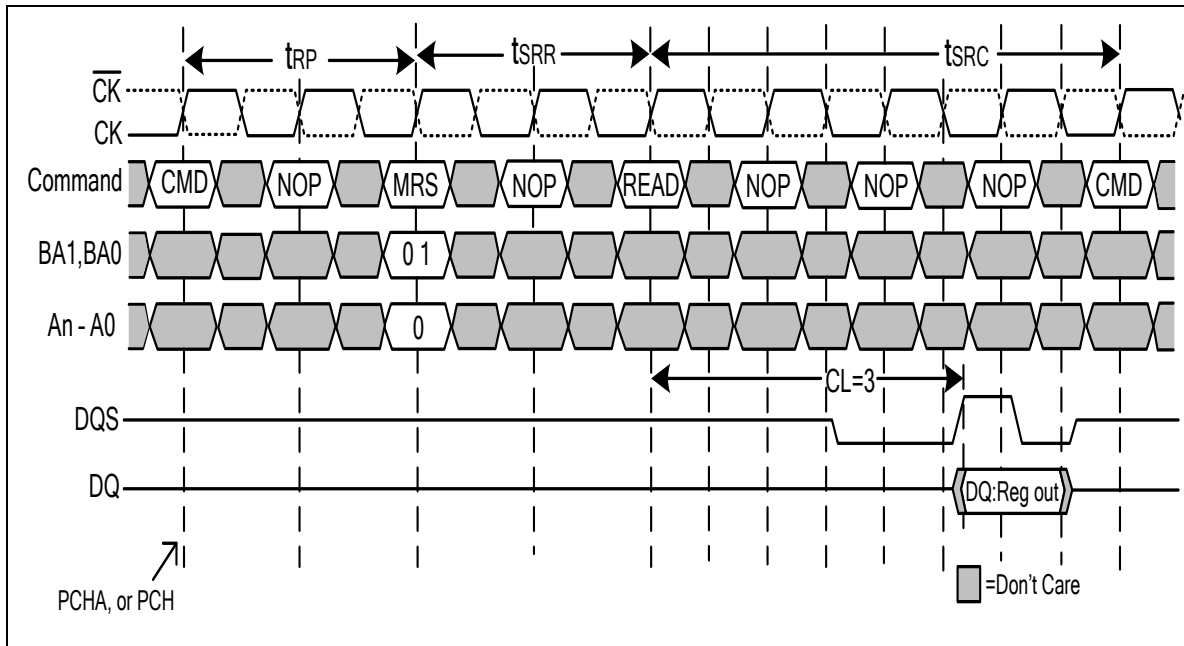 tRP tSRR tSRC
CK
CK
Command CMD NOP MRS NOP READ NOP NOP NOP CMD
BA1,BA0 0 1
An - A0 0
CL=3
DQS
DQ DQ:Reg out
PCHA, or PCH
=Don't Care